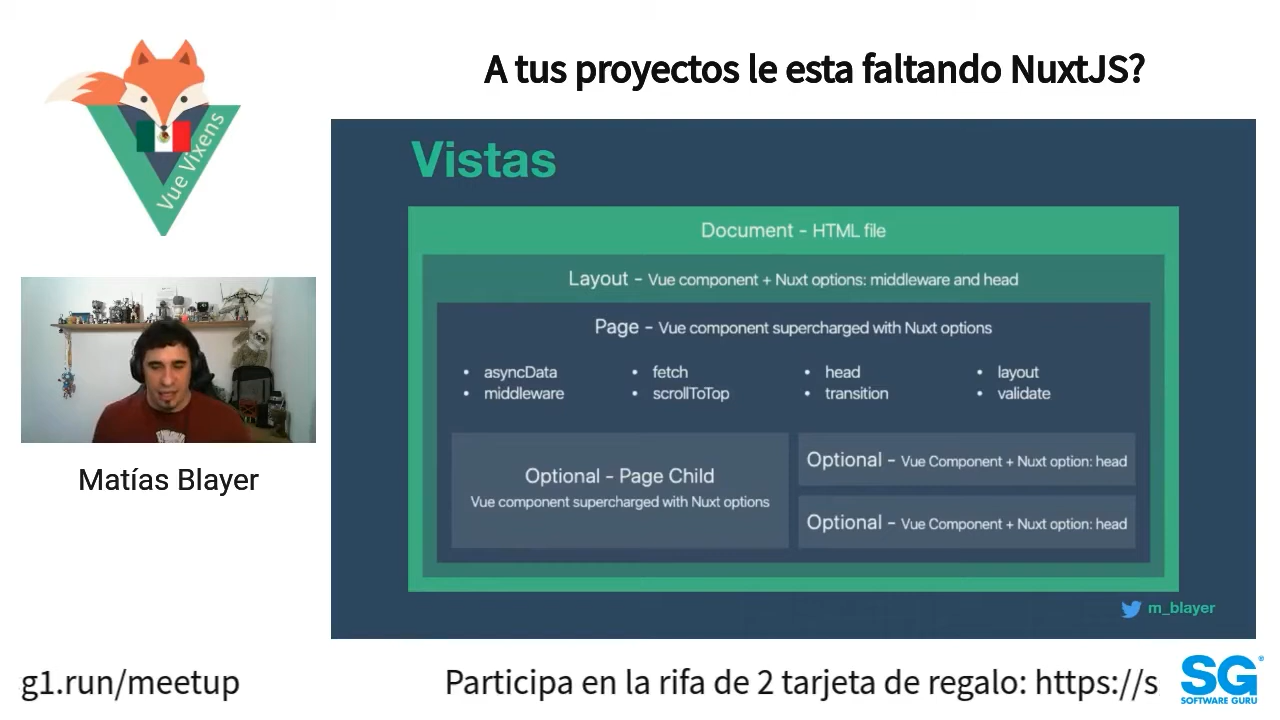 A tus proyectos le esta faltando NuxtJS?
Vue Vixens
Matías Blayer
Vistas
Document - HTML file
Layout - Vue component + Nuxt options: middleware and head
Page - Vue component supercharged with Nuxt options
• asyncData • fetch • head • layout
• middleware • scrollToTop • transition • validate
Optional - Page Child
Vue component supercharged with Nuxt options
Optional - Vue Component + Nuxt option: head
Optional - Vue Component + Nuxt option: head
m_blayer
g1.run/meetup
Participa en la rifa de 2 tarjeta de regalo: https://s
SG
SOFTWARE GURU